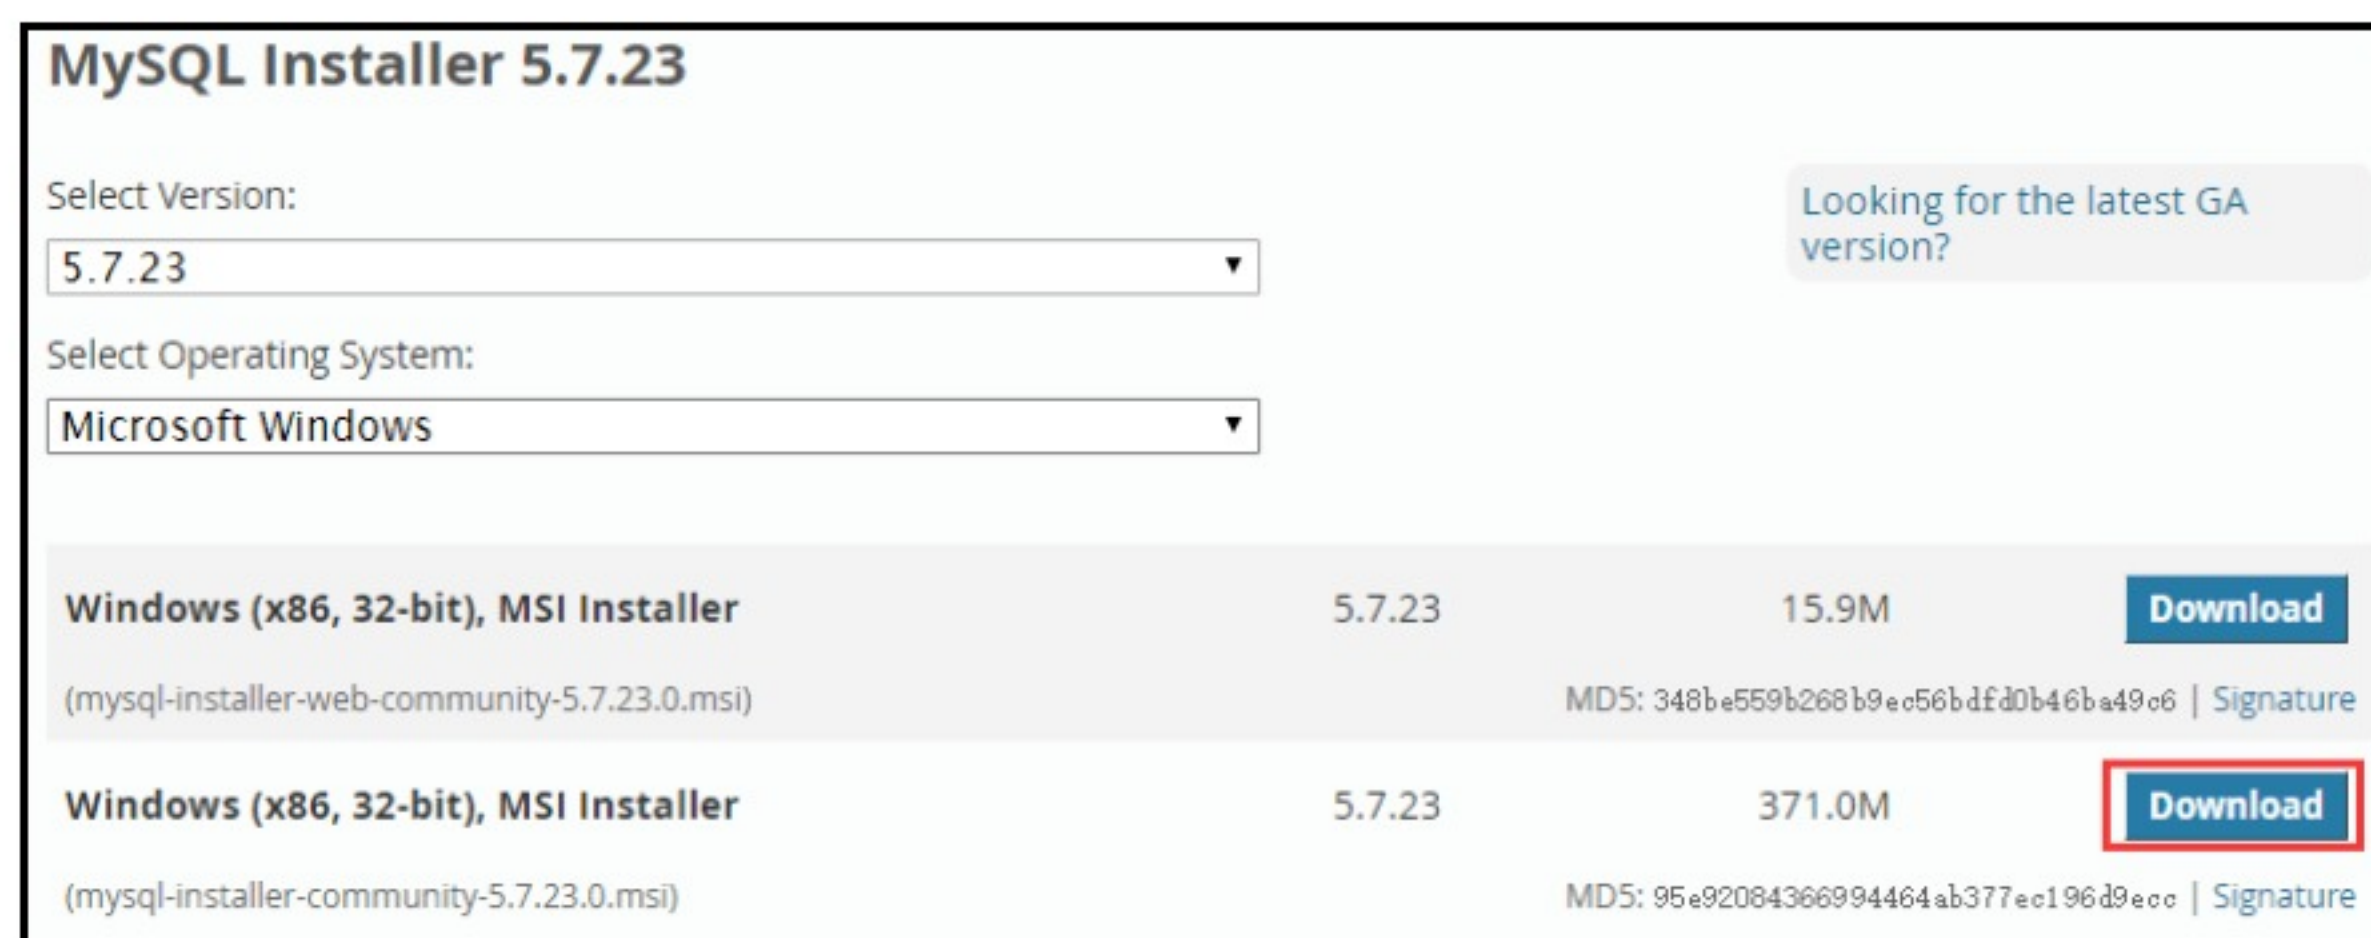 MySQL Installer 5.7.23
Select Version:
Looking for the latest GA
version?
5.7.23
Select Operating System:
Microsoft Windows
Windows (x86, 32-bit), MSI Installer 5.7.23 15.9M Download
(mysql-installer-web-community-5.7.23.0.msi) MD5: 348be559b268b9ec56bdfd0b46ba49c6 | Signature
Windows (x86, 32-bit), MSI Installer 5.7.23 371.0M Download
(mysql-installer-community-5.7.23.0.msi) MD5: 95e92084366994464ab377ec196d9ecc | Signature